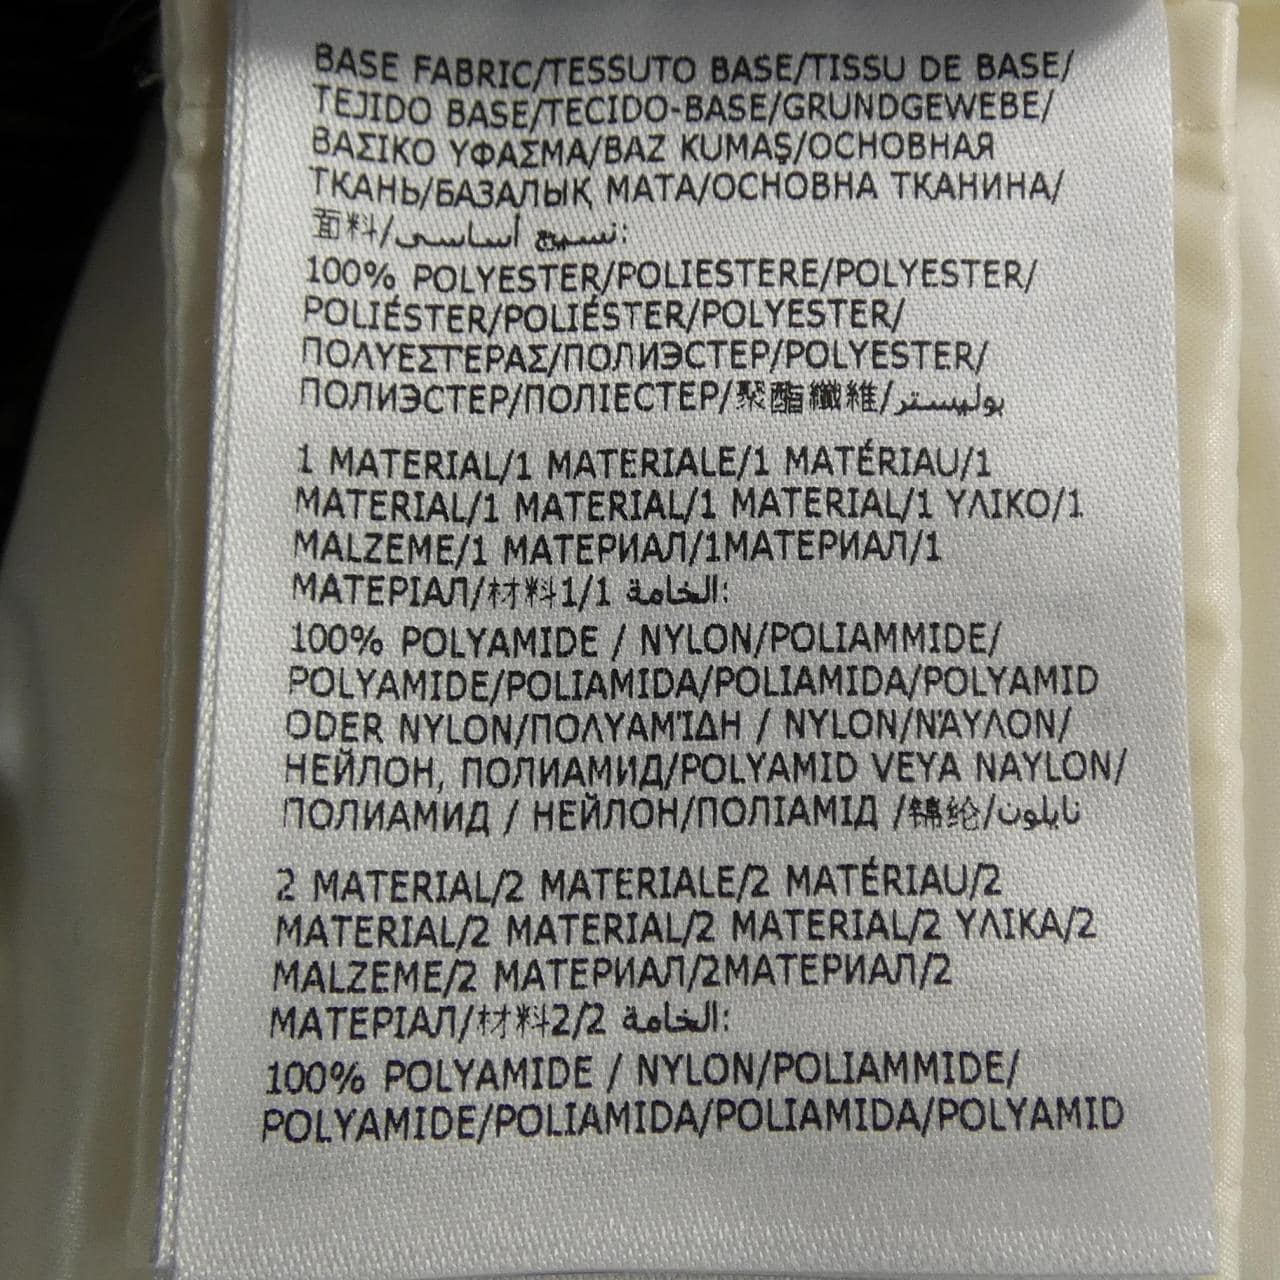 BASE FABRIC/TESSUTO BASE/TISSU DE BASE/
TEJIDO BASE/TECIDO-BASE/GRUNDGEWEBE/
ΒΑΣΙΚΟ ΥΦΑΣΜΑ/BAZ KUMAŞ/ОСНОВНАЯ
ТКАНЬ/БАЗАЛЫҚ МАТА/ОСНОВНА ТКАНИНА/
面料/نسيج أساسي:
100% POLYESTER/POLIESTERE/POLYESTER/
POLIÉSTER/POLIÉSTER/POLYESTER/
ΠΟΛΥΕΣΤΕΡΑΣ/ПОЛИЭСТЕР/POLYESTER/
ПОЛИЭСТЕР/ПОЛІЕСТЕР/聚酯纖維/بوليستر
1 MATERIAL/1 MATERIALE/1 MATÉRIAU/1
MATERIAL/1 MATERIAL/1 MATERIAL/1 ΥΛΙΚΟ/1
MALZEME/1 МАТЕРИАЛ/1МАТЕРИАЛ/1
МАТЕРІАЛ/材料1/1 الخامة:
100% POLYAMIDE / NYLON/POLIAMMIDE/
POLYAMIDE/POLIAMIDA/POLIAMIDA/POLYAMID
ODER NYLON/ΠΟΛΥΑΜΊΔΗ / NYLON/ΝΆΥΛΟΝ/
НЕЙЛОН, ПОЛИАМИД/POLYAMID VEYA NAYLON/
ПОЛИАМИД / НЕЙЛОН/ПОЛІАМІД /锦纶/نايلون
2 MATERIAL/2 MATERIALE/2 MATÉRIAU/2
MATERIAL/2 MATERIAL/2 MATERIAL/2 ΥΛΙΚΑ/2
MALZEME/2 МАТЕРИАЛ/2МАТЕРИАЛ/2
МАТЕРІАЛ/材料2/2 الخامة:
100% POLYAMIDE / NYLON/POLIAMMIDE/
POLYAMIDE/POLIAMIDA/POLIAMIDA/POLYAMID